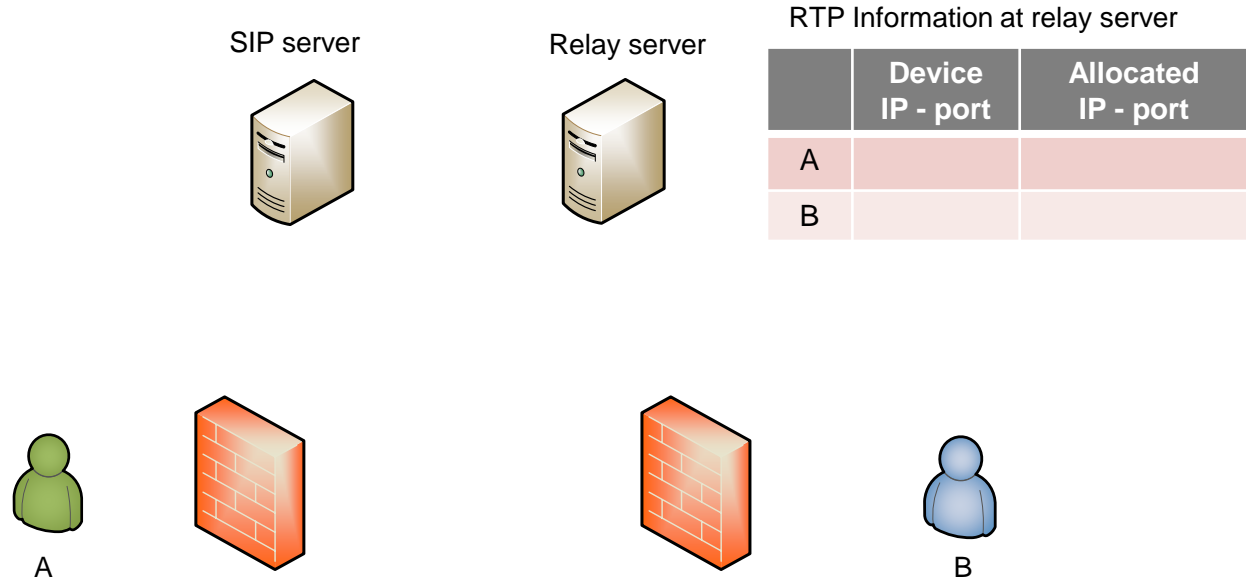 SIP server
Relay server
RTP Information at relay server
Device
IP - port
Allocated
IP - port
A
B
A
B